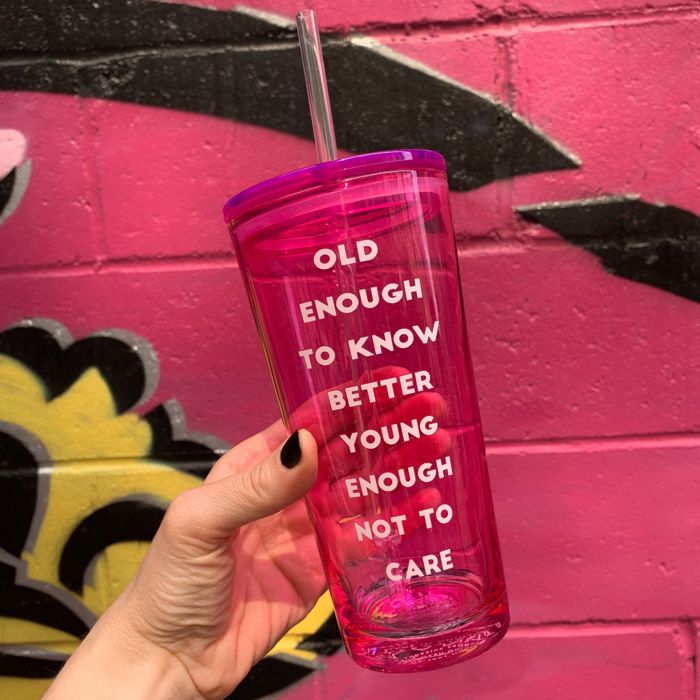 OLD
ENOUGH
TO KNOW
BETTER
YOUNG
ENOUGH
NOT TO
CARE